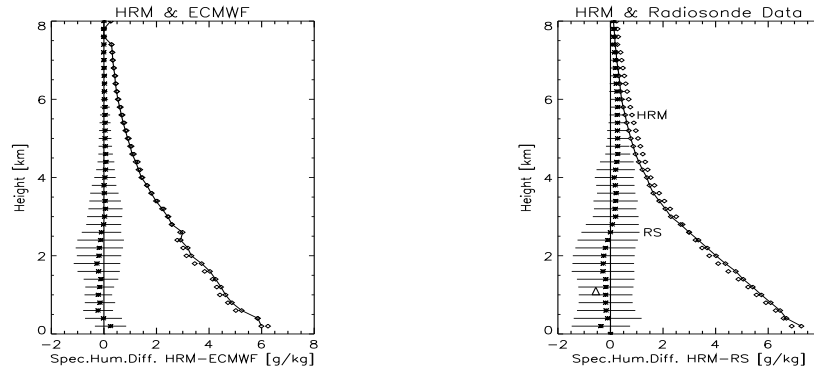 HRM & ECMWF
8
6
4
2
0
Height [km]
-2 0 2 4 6 8
Spec.Hum.Diff. HRM-ECMWF [g/kg]
HRM & Radiosonde Data
8
6
4
2
0
Height [km]
HRM
RS
Δ
-2 0 2 4 6 8
Spec.Hum.Diff. HRM-RS [g/kg]